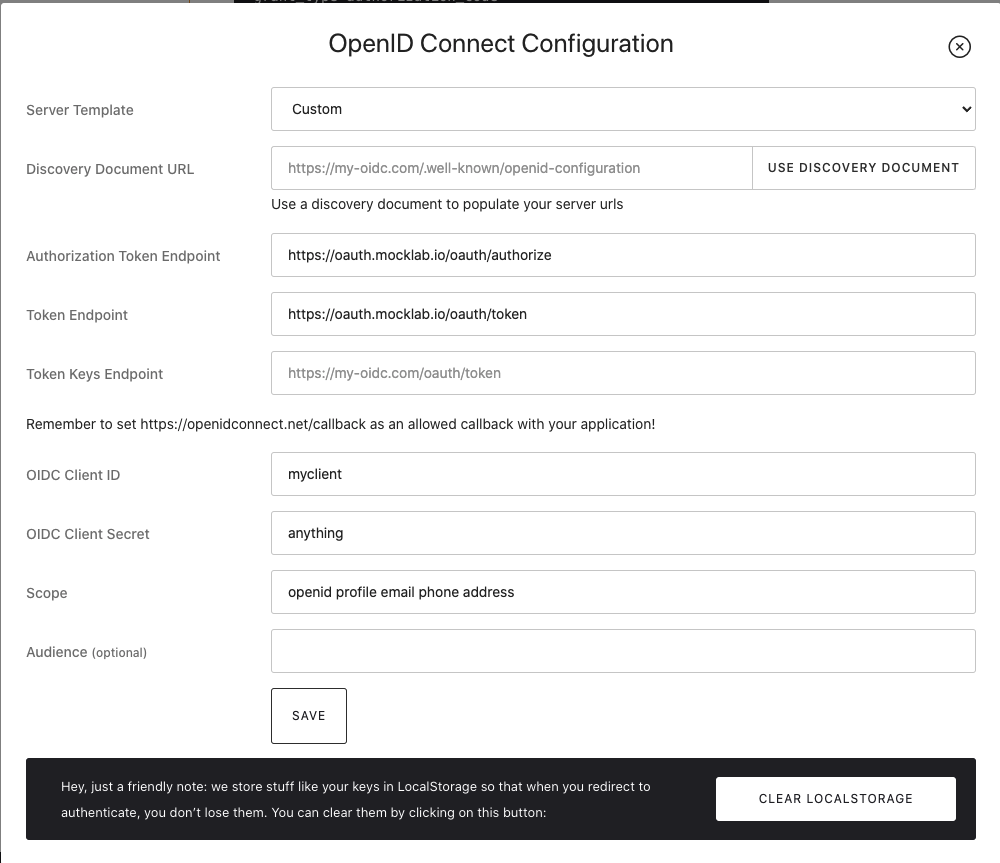 OpenID Connect Configuration
Server Template
Custom
Discovery Document URL
https://my-oidc.com/.well-known/openid-configuration
USE DISCOVERY DOCUMENT
Use a discovery document to populate your server urls
Authorization Token Endpoint
https://oauth.mocklab.io/oauth/authorize
Token Endpoint
https://oauth.mocklab.io/oauth/token
Token Keys Endpoint
https://my-oidc.com/oauth/token
Remember to set https://openidconnect.net/callback as an allowed callback with your application!
OIDC Client ID
myclient
OIDC Client Secret
anything
Scope
openid profile email phone address
Audience (optional)
SAVE
Hey, just a friendly note: we store stuff like your keys in LocalStorage so that when you redirect to
authenticate, you don’t lose them. You can clear them by clicking on this button:
CLEAR LOCALSTORAGE